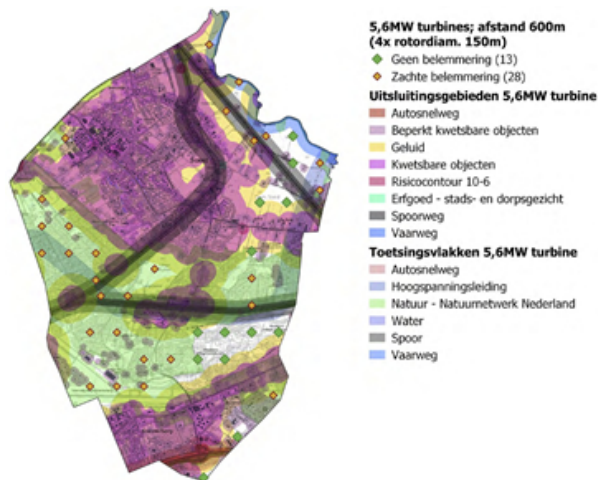 5,6MW turbines; afstand 600m
(4x rotordiam. 150m)
Geen belemmering (13)
Zachte belemmering (28)
Uitsluitingsgebieden 5,6MW turbine
Autosnelweg
Beperkt kwetsbare objecten
Geluid
Kwetsbare objecten
Risicocontour 10-6
Erfgoed - stads- en dorpsgezicht
Spoorweg
Vaarweg
Toetsingsvlakken 5,6MW turbine
Autosnelweg
Hoogspanningsleiding
Natuur - Natuurnetwerk Nederland
Water
Spoor
Vaarweg